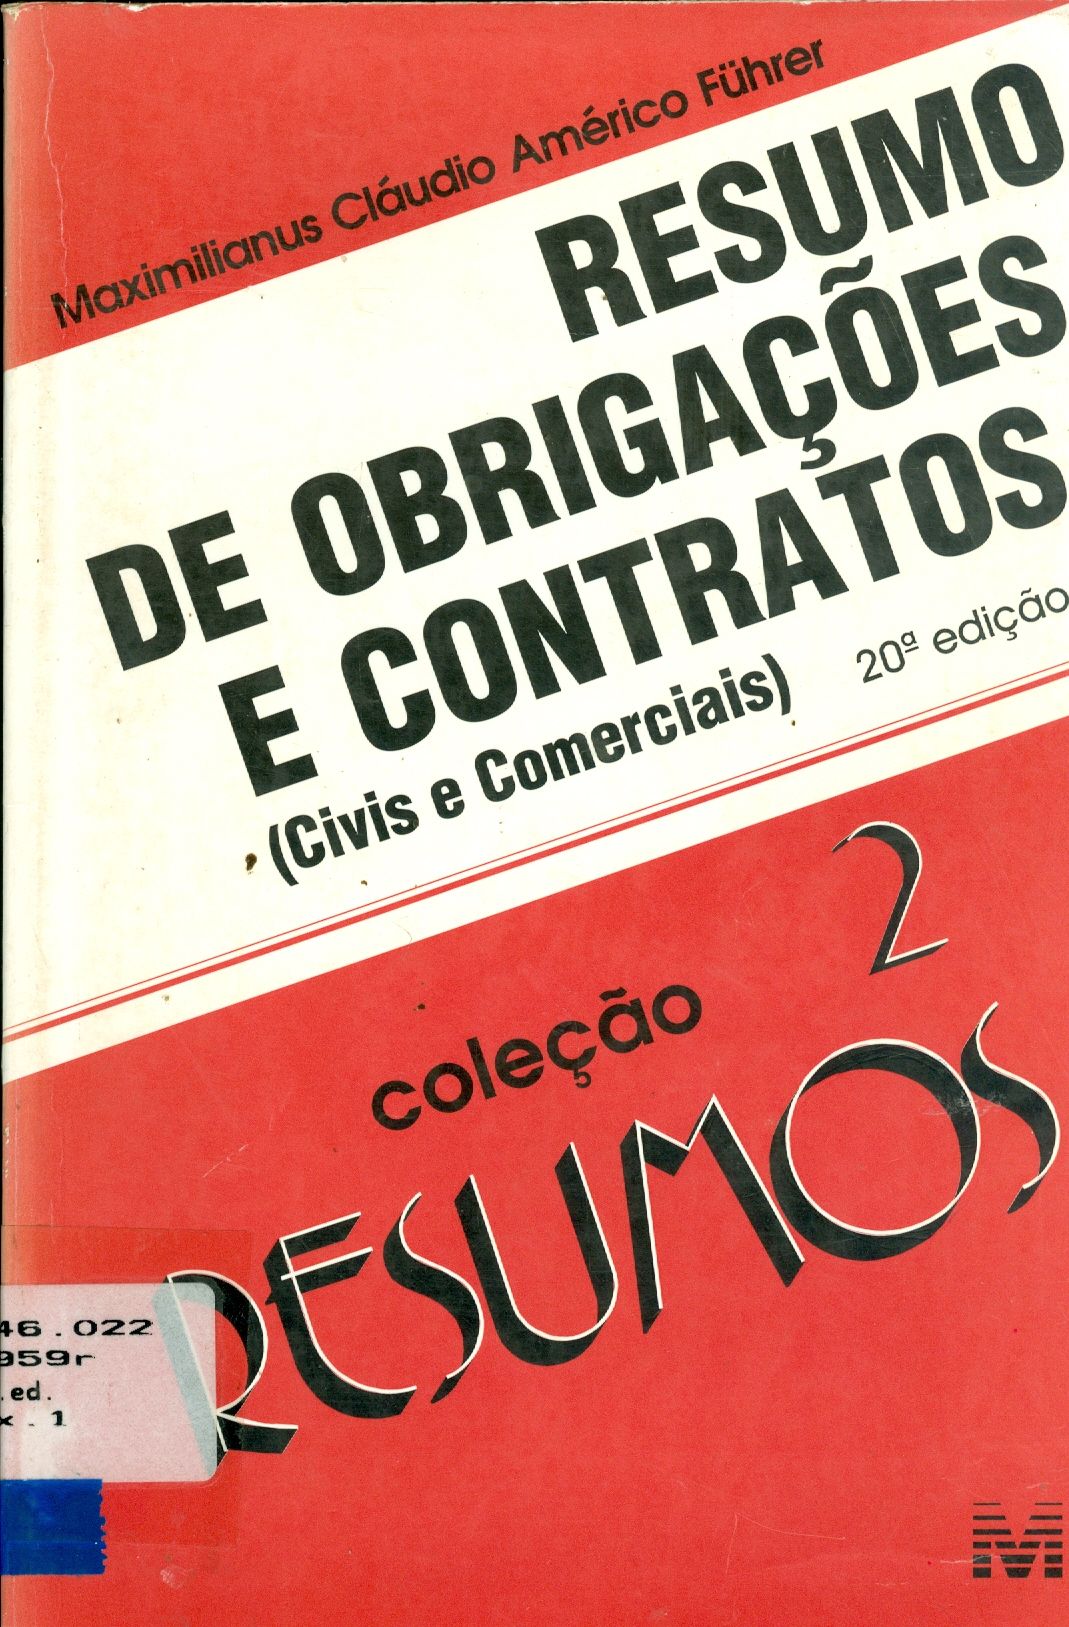 Maximilianus Cláudio Américo Führer
RESUMO
DE OBRIGAÇÕES
E CONTRATOS
(Civis e Comerciais)
20ª edição
2
coleção
RESUMOS
46.022
959r
.ed.
x.1
M